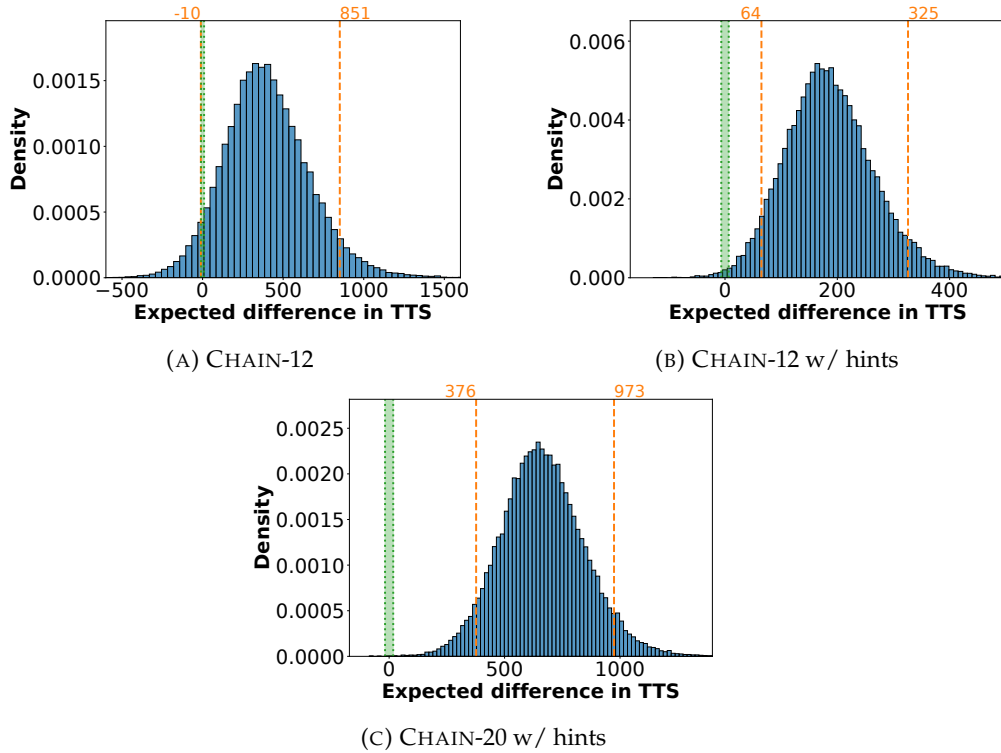 -10 851
0.0015
0.0010
0.0005
0.0000
Density
−500 0 500 1000 1500
Expected difference in TTS
(A) CHAIN-12
64 325
0.006
0.004
0.002
0.000
Density
0 200 400
Expected difference in TTS
(B) CHAIN-12 w/ hints
376 973
0.0025
0.0020
0.0015
0.0010
0.0005
0.0000
Density
0 500 1000
Expected difference in TTS
(C) CHAIN-20 w/ hints